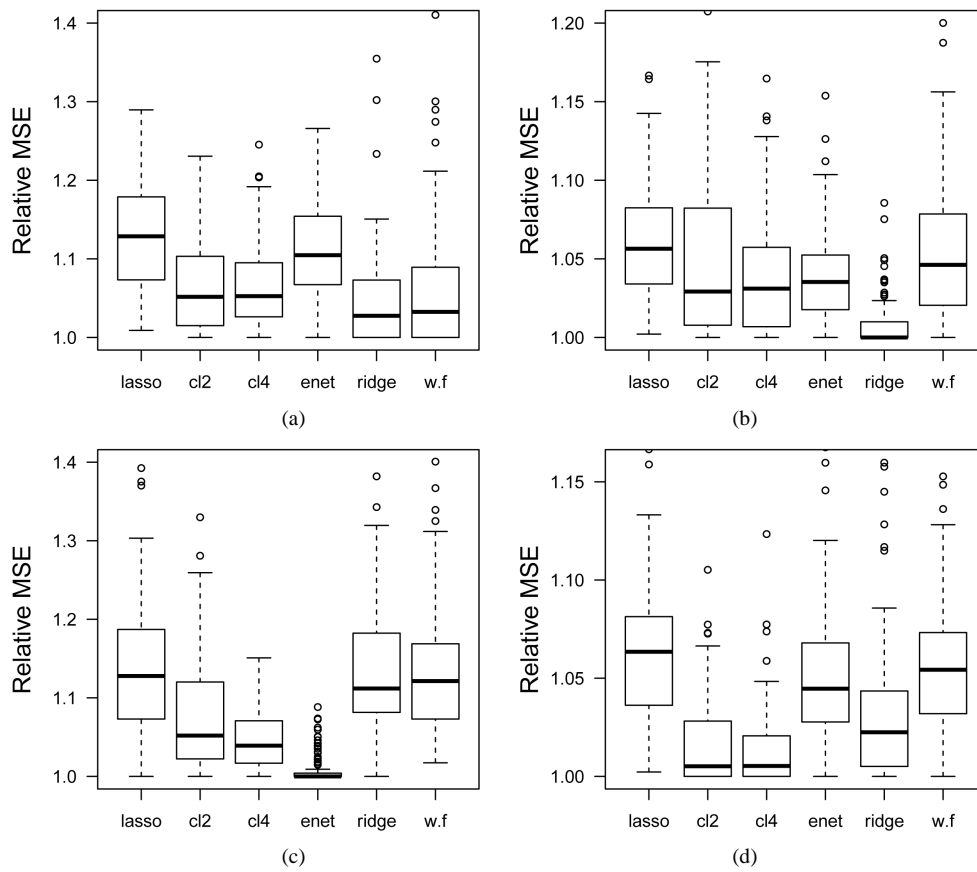 Relative MSE
1.4
1.3
1.2
1.1
1.0
lasso cl2 cl4 enet ridge w.f
(a)
Relative MSE
1.20
1.15
1.10
1.05
1.00
lasso cl2 cl4 enet ridge w.f
(b)
Relative MSE
1.4
1.3
1.2
1.1
1.0
lasso cl2 cl4 enet ridge w.f
(c)
Relative MSE
1.15
1.10
1.05
1.00
lasso cl2 cl4 enet ridge w.f
(d)